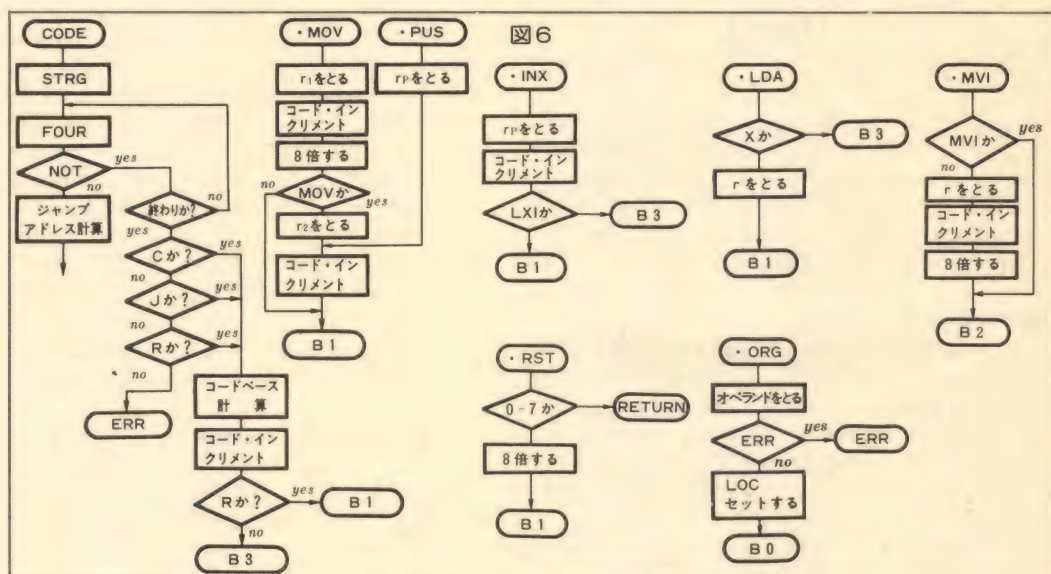 図6
CODE
STRG
FOUR
NOT
yes
no
ジャンプ
アドレス計算
終わりか?
no
yes
Cか?
yes
no
Jか?
yes
no
Rか?
yes
no
ERR
コードベース
計算
コード・イン
クリメント
Rか?
yes
B1
no
B3
・MOV
r₁をとる
コード・イン
クリメント
8倍する
MOVか
no
yes
r₂をとる
コード・イン
クリメント
B1
・PUS
rPをとる
・INX
rPをとる
コード・イン
クリメント
LXIか
B3
B1
・LDA
Xか
B3
rをとる
B1
・MVI
MVIか
yes
no
rをとる
コード・イン
クリメント
8倍する
B2
・RST
0-7か
RETURN
8倍する
B1
・ORG
オペランドをとる
ERR
yes
ERR
no
LOC
セットする
B0